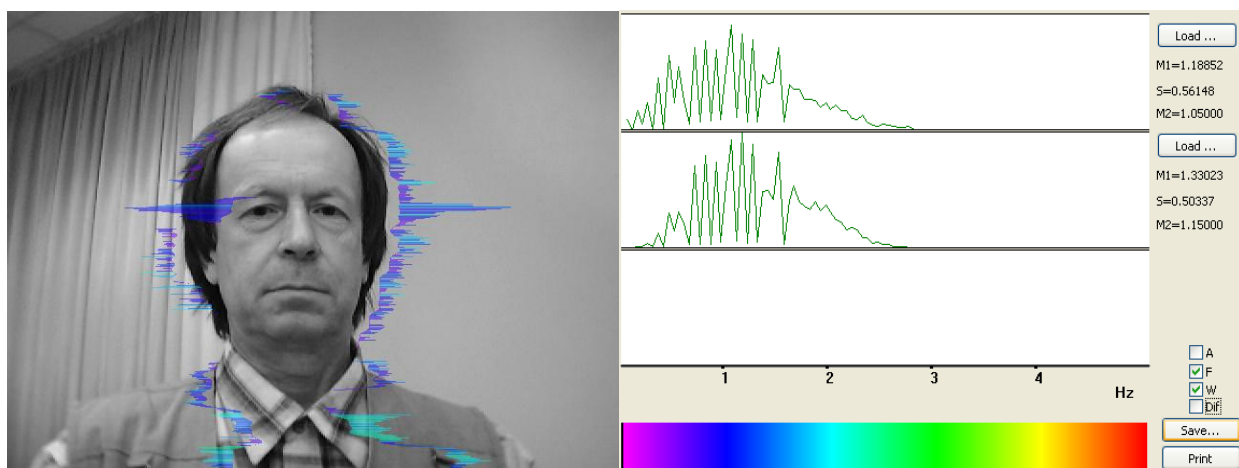 Load ...
M1=1.18852
S=0.56148
M2=1.05000
Load ...
M1=1.33023
S=0.50337
M2=1.15000
A
F
W
Dif
1 2 3 4
Hz
Save...
Print